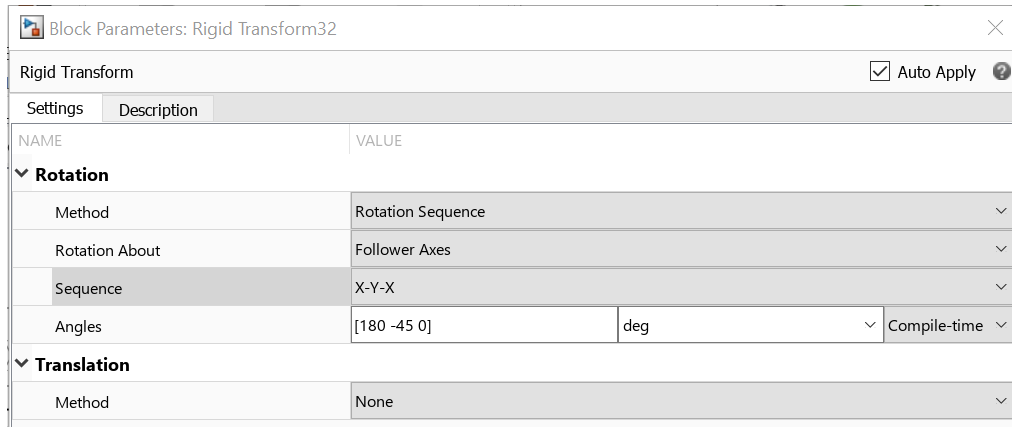 Block Parameters: Rigid Transform32
Rigid Transform
Auto Apply
Settings
Description
NAME VALUE
Rotation
Method Rotation Sequence
Rotation About Follower Axes
Sequence X-Y-X
Angles [180 -45 0] deg Compile-time
Translation
Method None